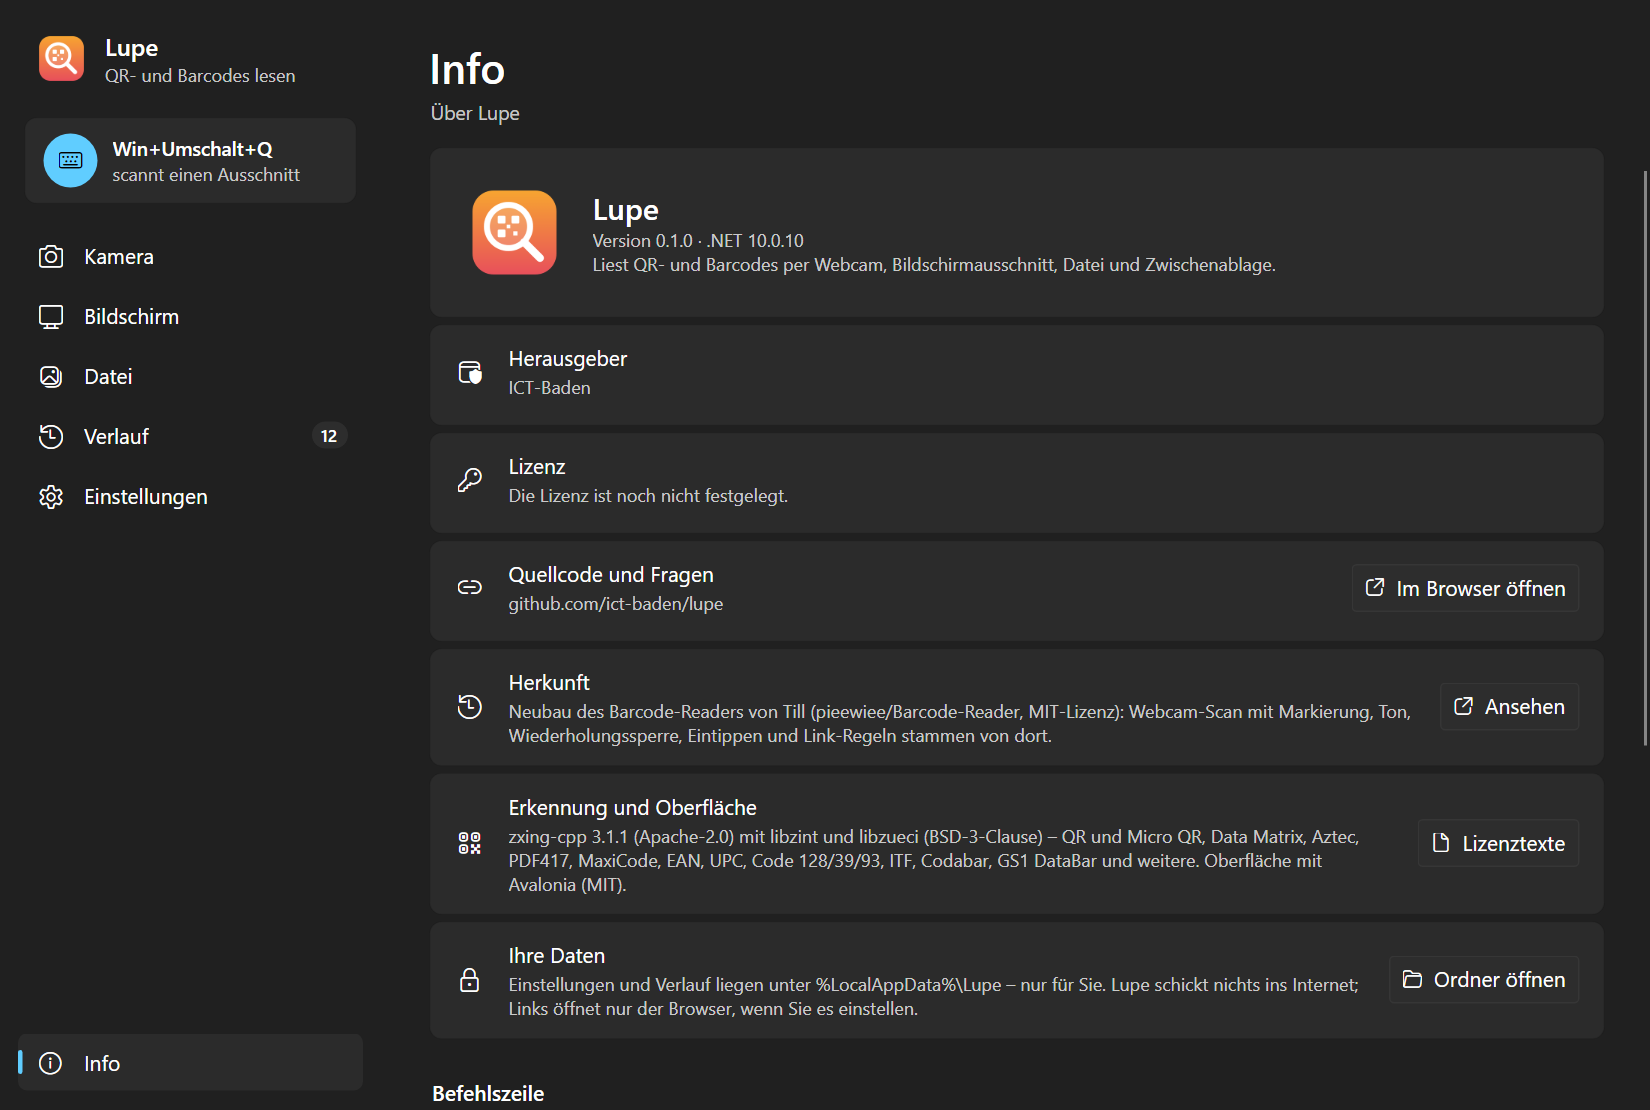 Lupe
QR- und Barcodes lesen
Win+Umschalt+Q
scannt einen Ausschnitt
Kamera
Bildschirm
Datei
Verlauf
12
Einstellungen
Info
Info
Über Lupe
Lupe
Version 0.1.0 · .NET 10.0.10
Liest QR- und Barcodes per Webcam, Bildschirmausschnitt, Datei und Zwischenablage.
Herausgeber
ICT-Baden
Lizenz
Die Lizenz ist noch nicht festgelegt.
Quellcode und Fragen
github.com/ict-baden/lupe
Im Browser öffnen
Herkunft
Neubau des Barcode-Readers von Till (pieewiee/Barcode-Reader, MIT-Lizenz): Webcam-Scan mit Markierung, Ton,
Wiederholungssperre, Eintippen und Link-Regeln stammen von dort.
Ansehen
Erkennung und Oberfläche
zxing-cpp 3.1.1 (Apache-2.0) mit libzint und libzueci (BSD-3-Clause) – QR und Micro QR, Data Matrix, Aztec,
PDF417, MaxiCode, EAN, UPC, Code 128/39/93, ITF, Codabar, GS1 DataBar und weitere. Oberfläche mit
Avalonia (MIT).
Lizenztexte
Ihre Daten
Einstellungen und Verlauf liegen unter %LocalAppData%\Lupe – nur für Sie. Lupe schickt nichts ins Internet;
Links öffnet nur der Browser, wenn Sie es einstellen.
Ordner öffnen
Befehlszeile